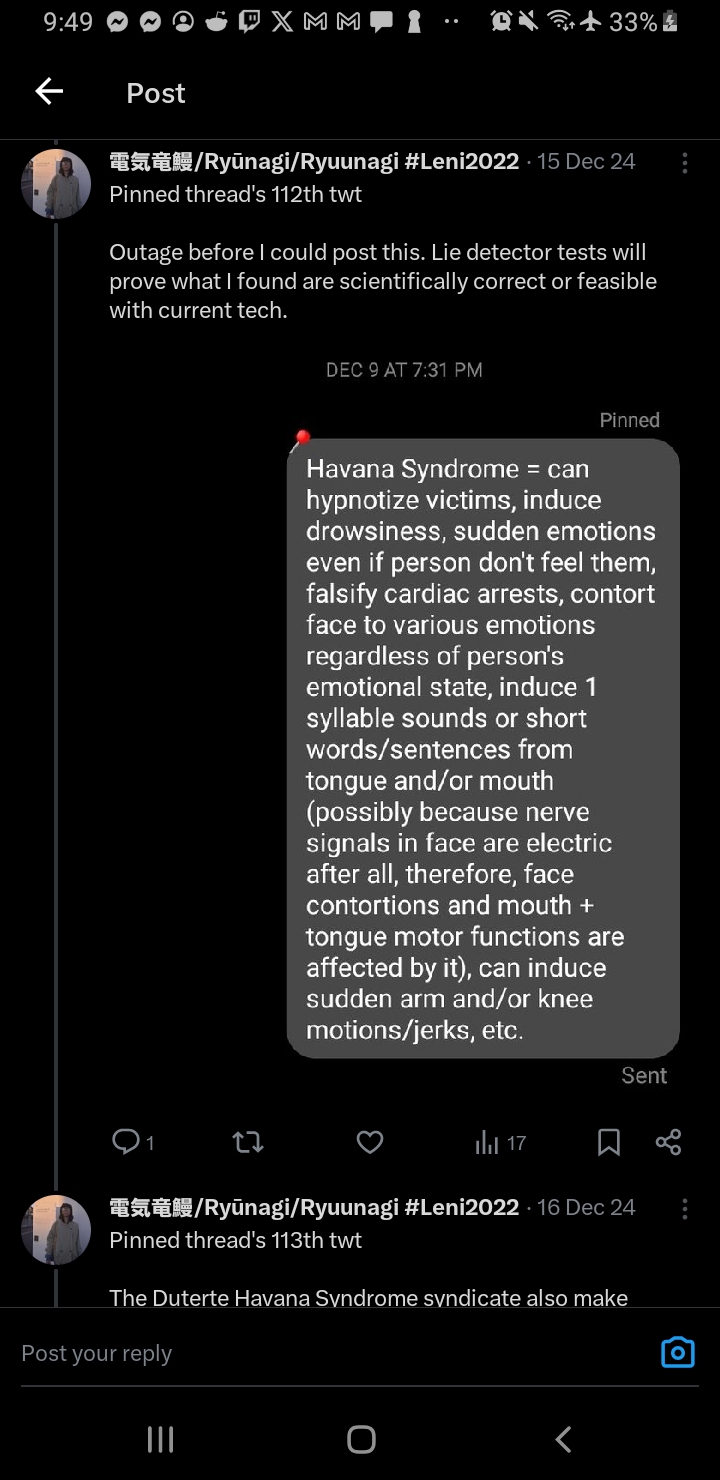 9:49
33%
Post
電気竜鰻/Ryūnagi/Ryuunagi #Leni2022 · 15 Dec 24
Pinned thread's 112th twt
Outage before I could post this. Lie detector tests will
prove what I found are scientifically correct or feasible
with current tech.
DEC 9 AT 7:31 PM
Pinned
Havana Syndrome = can
hypnotize victims, induce
drowsiness, sudden emotions
even if person don't feel them,
falsify cardiac arrests, contort
face to various emotions
regardless of person's
emotional state, induce 1
syllable sounds or short
words/sentences from
tongue and/or mouth
(possibly because nerve
signals in face are electric
after all, therefore, face
contortions and mouth +
tongue motor functions are
affected by it), can induce
sudden arm and/or knee
motions/jerks, etc.
Sent
1
17
電気竜鰻/Ryūnagi/Ryuunagi #Leni2022 · 16 Dec 24
Pinned thread's 113th twt
The Duterte Havana Syndrome syndicate also make
Post your reply